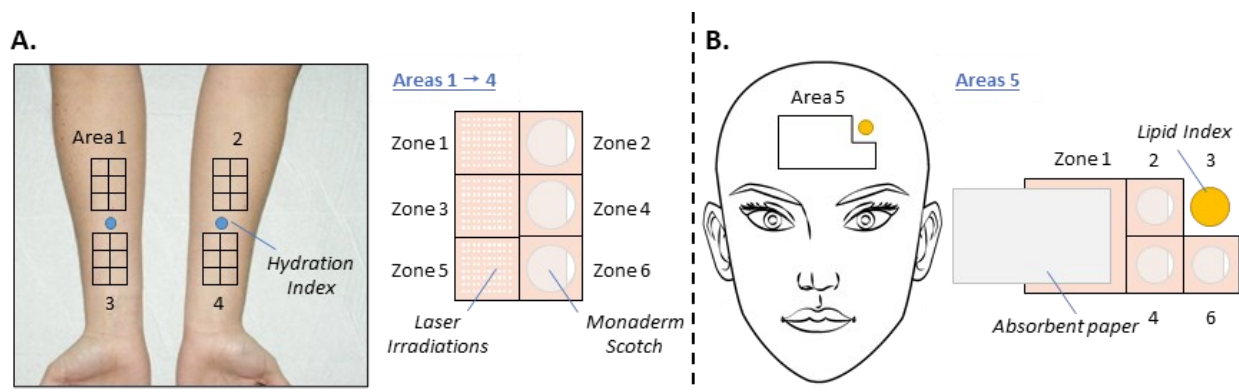 A.
Area 1
2
3
4
Hydration
Index
Areas 1 → 4
Zone 1
Zone 2
Zone 3
Zone 4
Zone 5
Zone 6
Laser
Irradiations
Monaderm
Scotch
B.
Area 5
Areas 5
Lipid Index
Zone 1
2
3
Absorbent paper
4
6